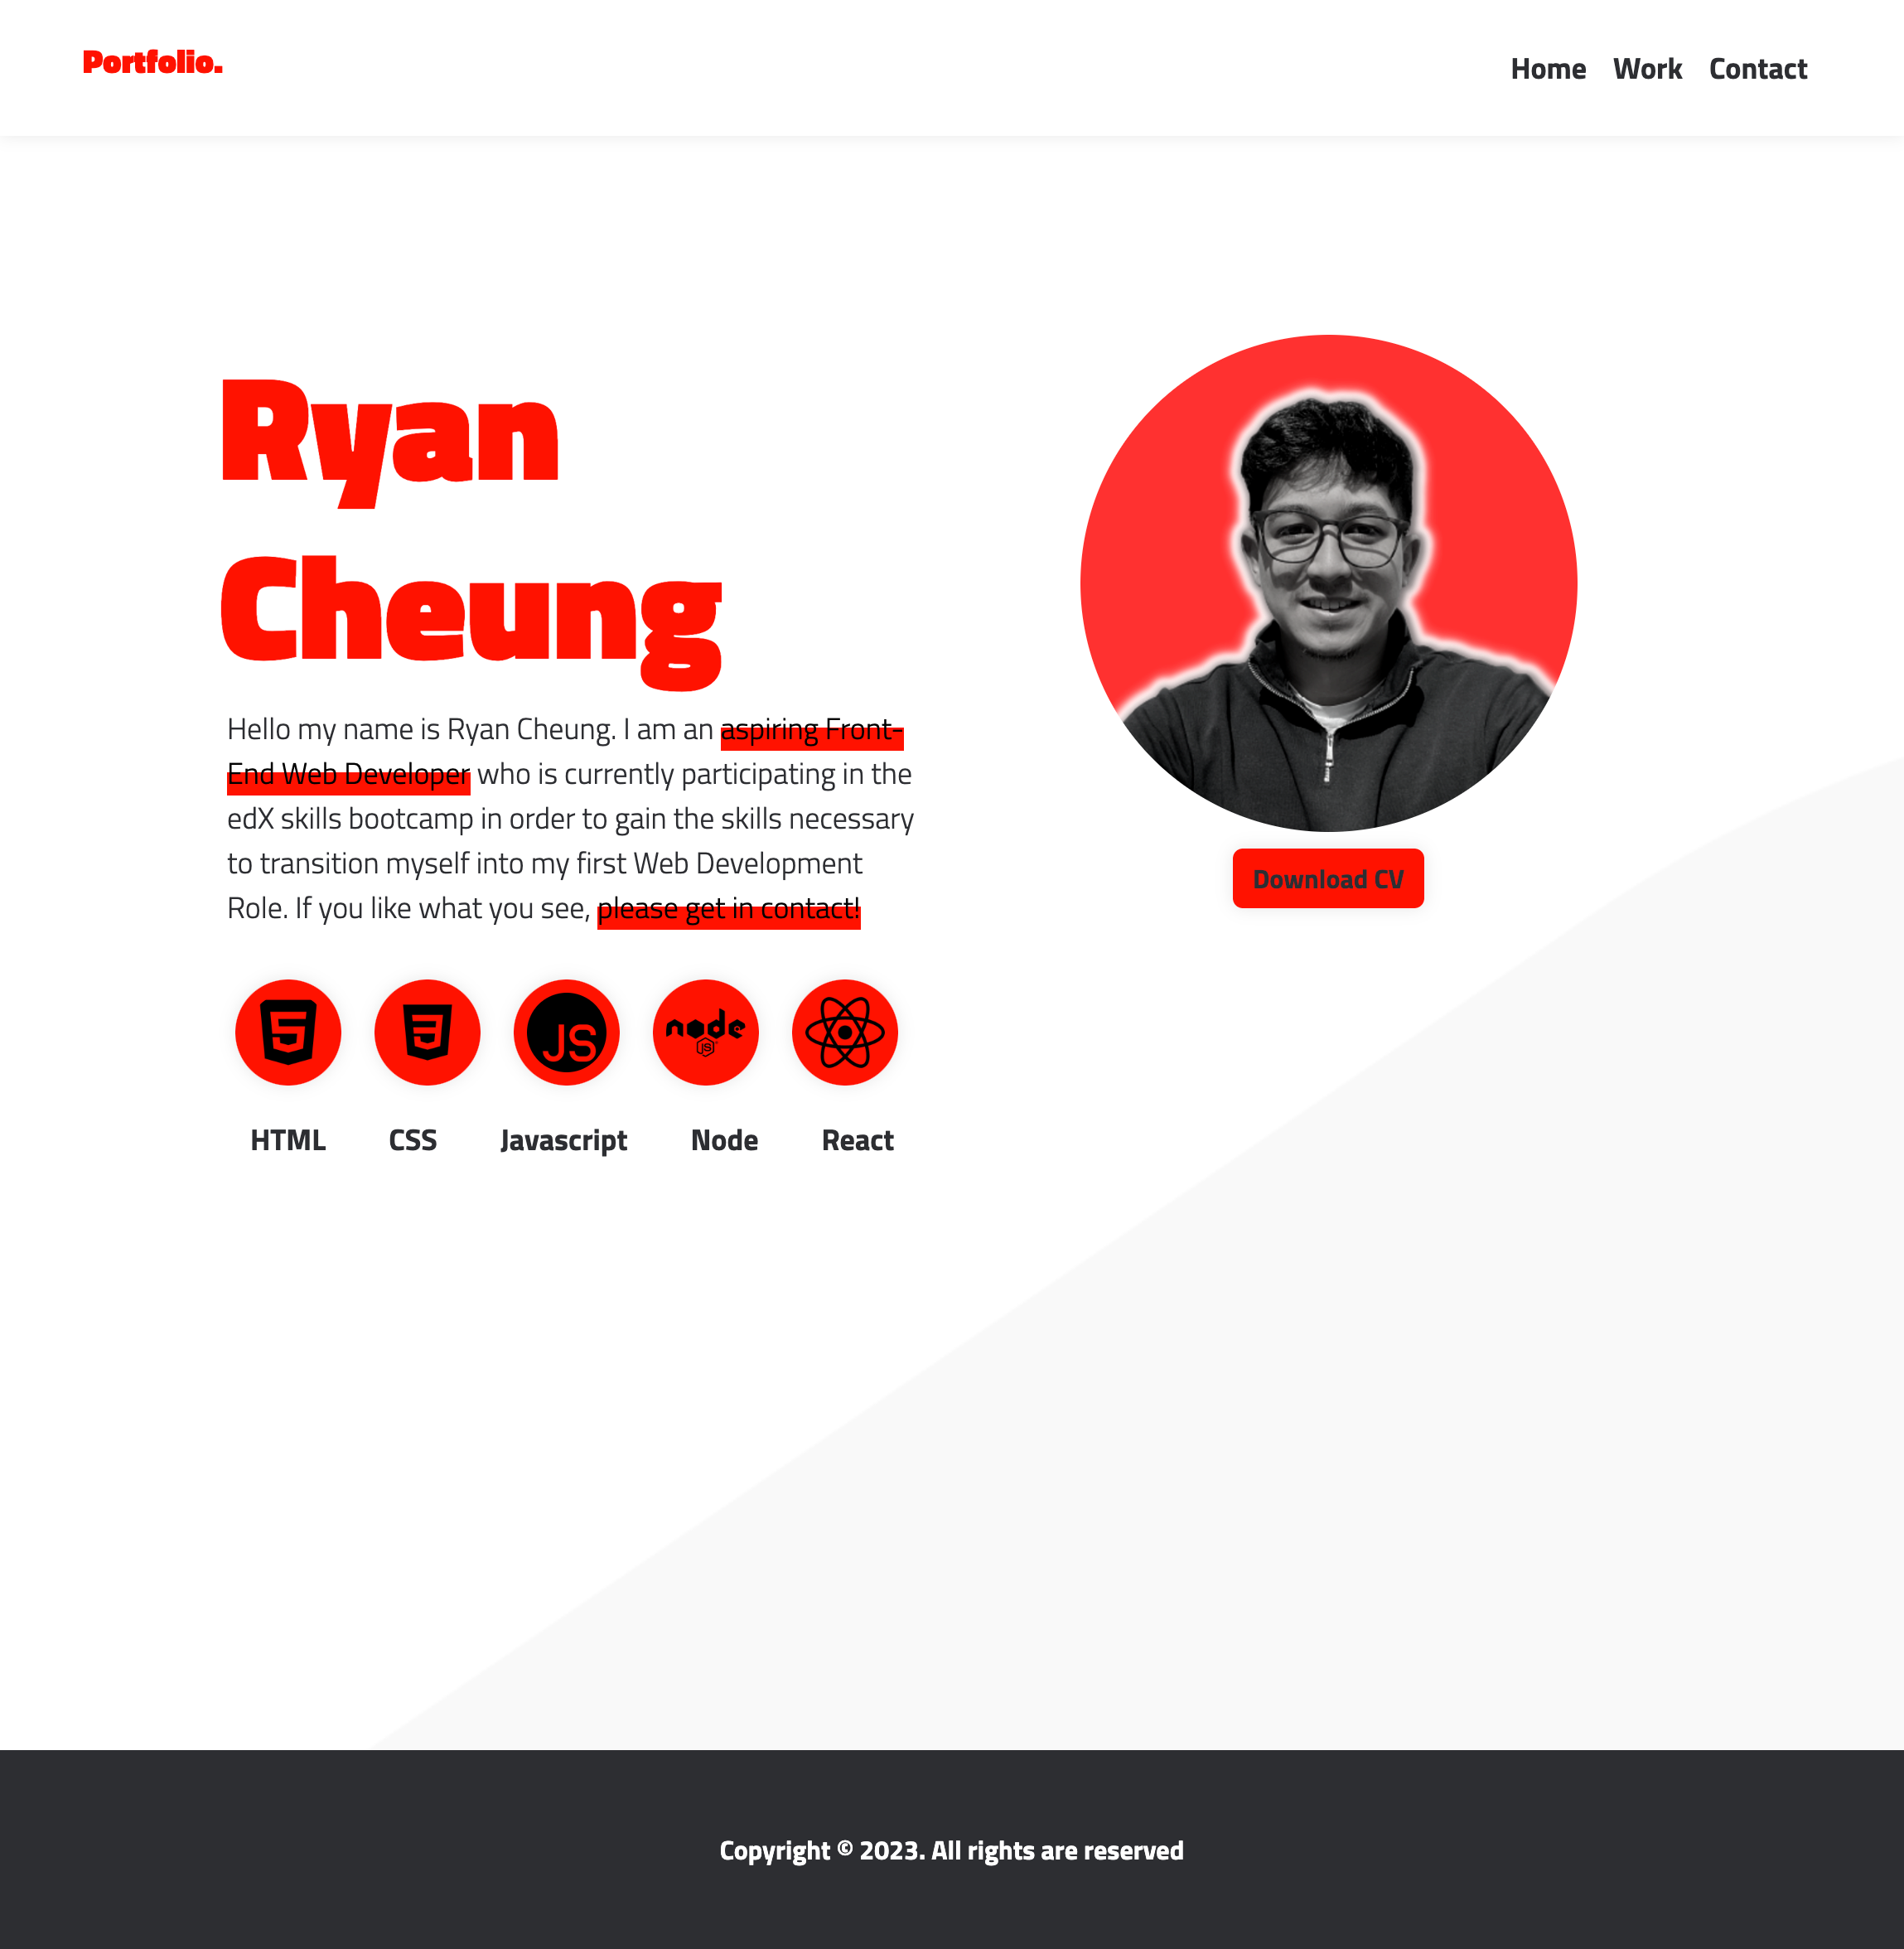 Portfolio.
Home Work Contact
Ryan
Cheung
Hello my name is Ryan Cheung. I am an aspiring Front-
End Web Developer who is currently participating in the
edX skills bootcamp in order to gain the skills necessary
to transition myself into my first Web Development
Role. If you like what you see, please get in contact!
Download CV
JS
node
JS
HTML CSS Javascript Node React
Copyright © 2023. All rights are reserved